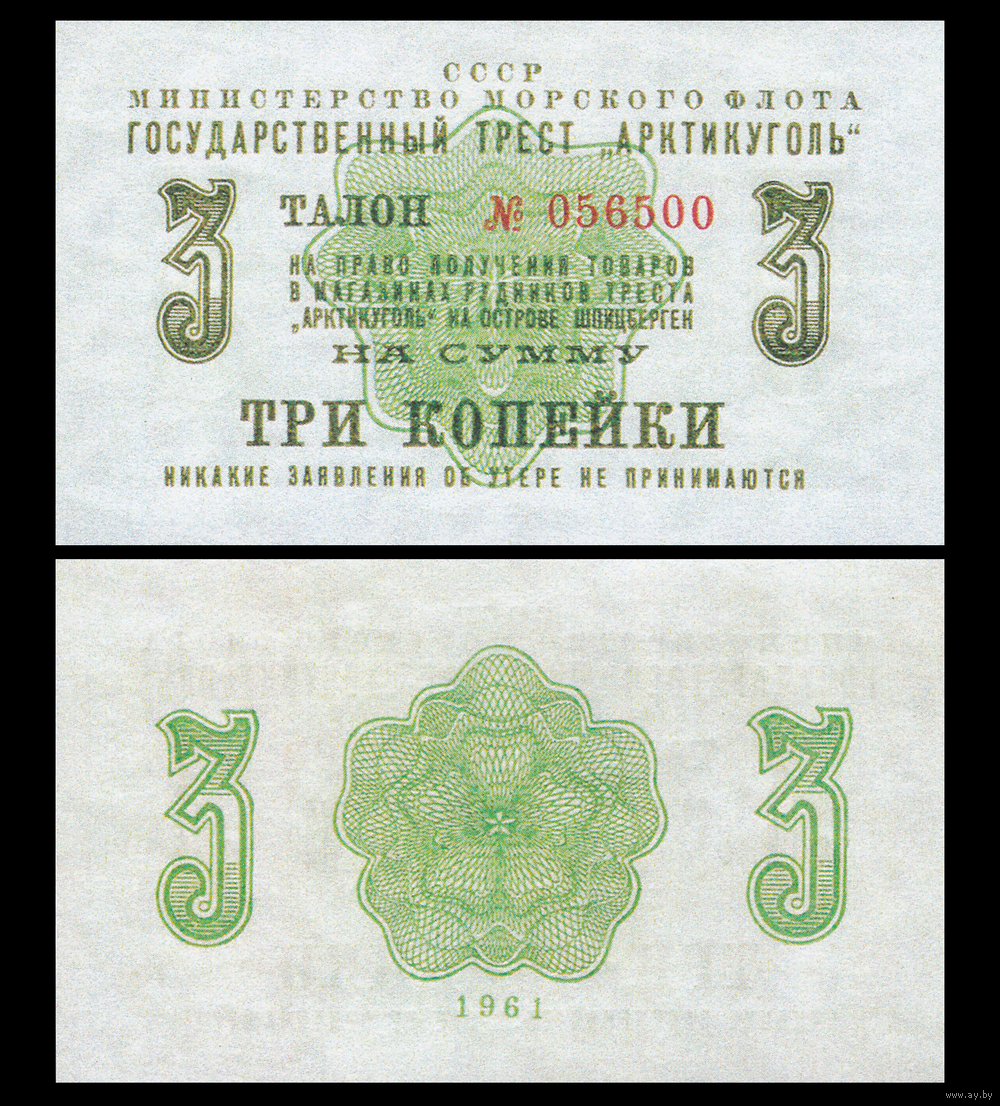 СССР
МИНИСТЕРСТВО МОРСКОГО ФЛОТА
ГОСУДАРСТВЕННЫЙ ТРЕСТ „АРКТИКУГОЛЬ“
3 ТАЛОН № 056500 3
НА ПРАВО ПОЛУЧЕНИЯ ТОВАРОВ
В МАГАЗИНАХ РУДНИКОВ ТРЕСТА
„АРКТИКУГОЛЬ“ НА ОСТРОВЕ ШПИЦБЕРГЕН
НА СУММУ
ТРИ КОПЕЙКИ
НИКАКИЕ ЗАЯВЛЕНИЯ ОБ УТЕРЕ НЕ ПРИНИМАЮТСЯ
3 3
1961
www.ay.by